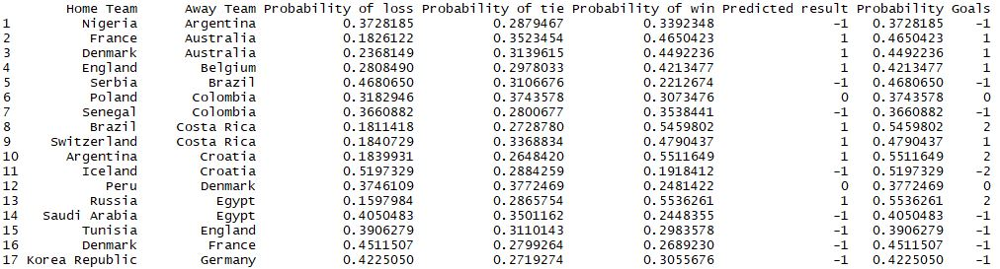 Home Team Away Team Probability of loss Probability of tie Probability of win Predicted result Probability Goals
1 Nigeria Argentina 0.3728185 0.2879467 0.3392348 -1 0.3728185 -1
2 France Australia 0.1826122 0.3523454 0.4650423 1 0.4650423 1
3 Denmark Australia 0.2368149 0.3139615 0.4492236 1 0.4492236 1
4 England Belgium 0.2808490 0.2978033 0.4213477 1 0.4213477 1
5 Serbia Brazil 0.4680650 0.3106676 0.2212674 -1 0.4680650 -1
6 Poland Colombia 0.3182946 0.3743578 0.3073476 0 0.3743578 0
7 Senegal Colombia 0.3660882 0.2800677 0.3538441 -1 0.3660882 -1
8 Brazil Costa Rica 0.1811418 0.2728780 0.5459802 1 0.5459802 2
9 Switzerland Costa Rica 0.1840729 0.3368834 0.4790437 1 0.4790437 1
10 Argentina Croatia 0.1839931 0.2648420 0.5511649 1 0.5511649 2
11 Iceland Croatia 0.5197329 0.2884259 0.1918412 -1 0.5197329 -2
12 Peru Denmark 0.3746109 0.3772469 0.2481422 0 0.3772469 0
13 Russia Egypt 0.1597984 0.2865754 0.5536261 1 0.5536261 2
14 Saudi Arabia Egypt 0.4050483 0.3501162 0.2448355 -1 0.4050483 -1
15 Tunisia England 0.3906279 0.3110143 0.2983578 -1 0.3906279 -1
16 Denmark France 0.4511507 0.2799264 0.2689230 -1 0.4511507 -1
17 Korea Republic Germany 0.4225050 0.2719274 0.3055676 -1 0.4225050 -1